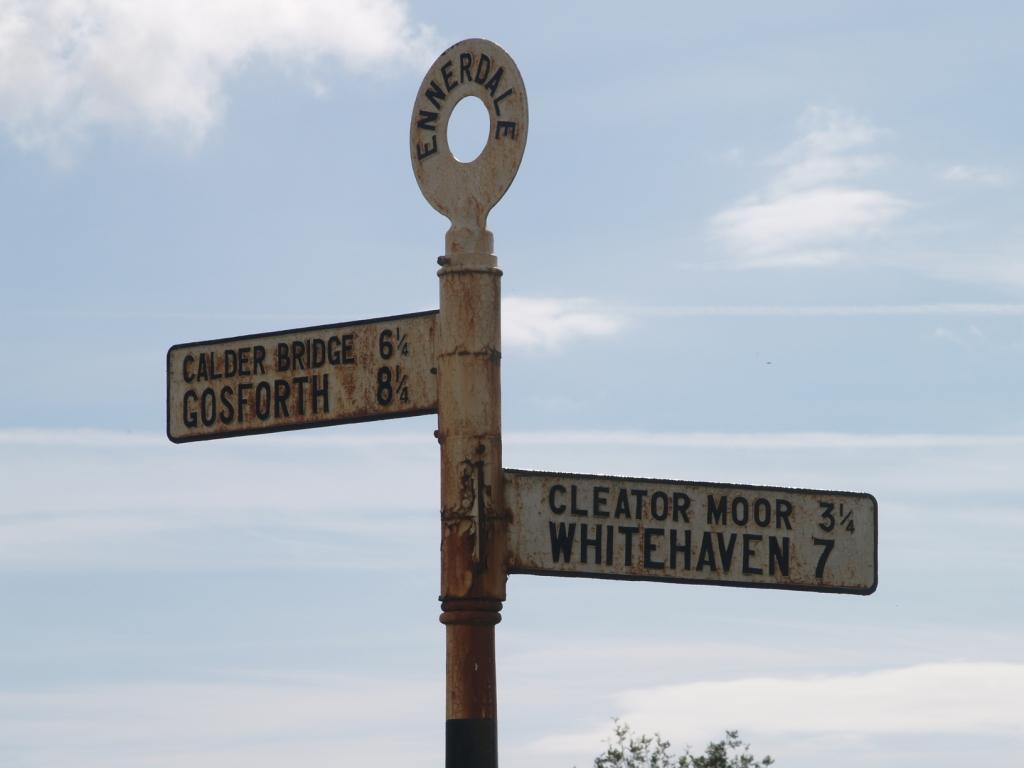 ENNERDALE
CALDER BRIDGE 6¼
GOSFORTH 8¼
CLEATOR MOOR 3¼
WHITEHAVEN 7